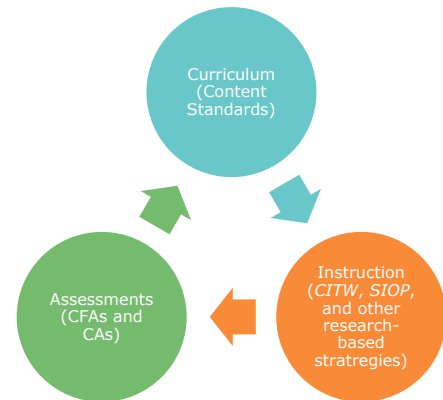 Curriculum
(Content
Standards)
Instruction
(CITW, SIOP,
and other
research-
based
stratregies)
Assessments
(CFAs and
CAs)